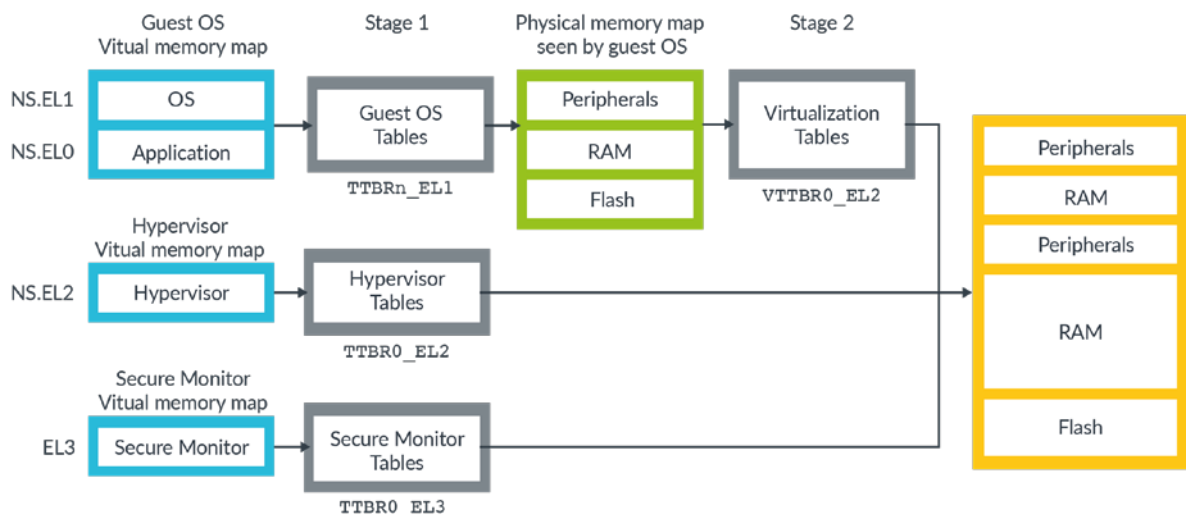 Guest OS
Vitual memory map
Stage 1
Physical memory map
seen by guest OS
Stage 2
NS.EL1
OS
NS.EL0
Application
Guest OS
Tables
TTBRn_EL1
Peripherals
RAM
Flash
Virtualization
Tables
VTTBR0_EL2
Peripherals
RAM
Peripherals
RAM
Flash
Hypervisor
Vitual memory map
NS.EL2
Hypervisor
Hypervisor
Tables
TTBR0_EL2
Secure Monitor
Vitual memory map
EL3
Secure Monitor
Secure Monitor
Tables
TTBR0_EL3